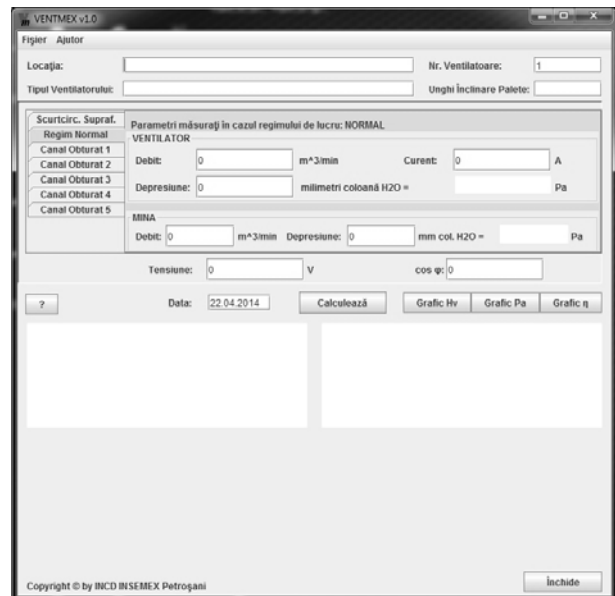 VENTMEX v1.0
Fişier Ajutor
Locaţia: Nr. Ventilatoare: 1
Tipul Ventilatorului: Unghi Înclinare Palete:
Scurtcirc. Supraf.
Regim Normal
Canal Obturat 1
Canal Obturat 2
Canal Obturat 3
Canal Obturat 4
Canal Obturat 5
Parametri măsuraţi în cazul regimului de lucru: NORMAL
VENTILATOR
Debit: 0 m^3/min Curent: 0 A
Depresiune: 0 milimetri coloană H2O = Pa
MINA
Debit: 0 m^3/min Depresiune: 0 mm col. H2O = Pa
Tensiune: 0 V cos φ: 0
? Data: 22.04.2014 Calculează Grafic Hv Grafic Pa Grafic η
Închide
Copyright © by INCD INSEMEX Petroşani